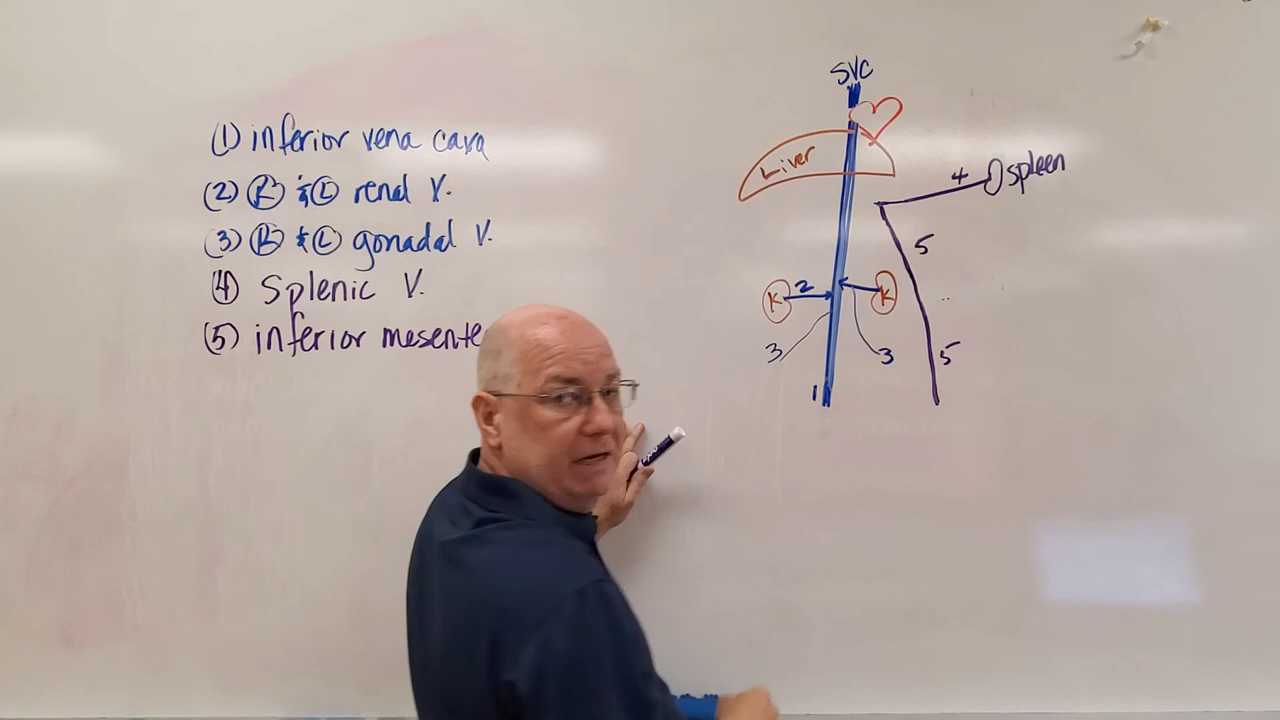 (1) inferior vena cava
(2) Ⓡ & Ⓛ renal V.
(3) Ⓡ & Ⓛ gonadal V.
(4) Splenic V.
(5) inferior mesente
SVC
Liver
4 spleen
5
K 2 K
3 3 5
1